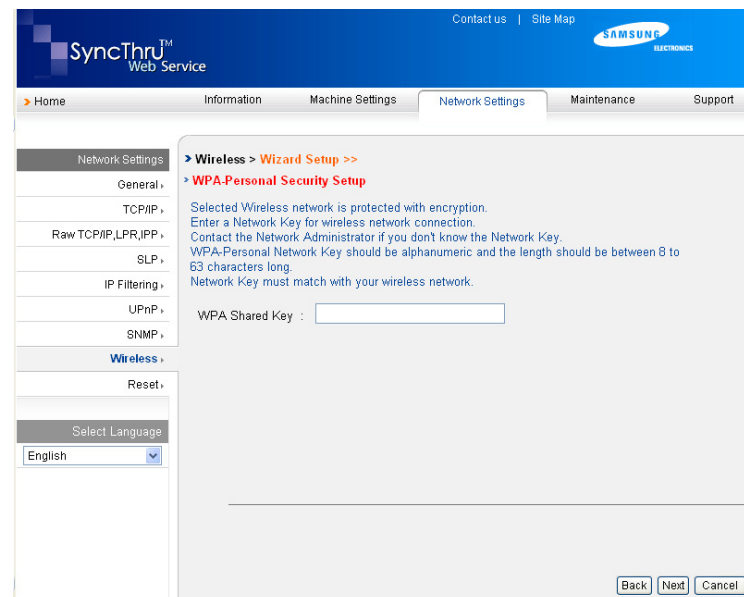 Contact us | Site Map
SAMSUNG
ELECTRONICS
SyncThru™
Web Service
> Home
Information
Machine Settings
Network Settings
Maintenance
Support
Network Settings
General
TCP/IP
Raw TCP/IP,LPR,IPP
SLP
IP Filtering
UPnP
SNMP
Wireless
Reset
Select Language
English
> Wireless > Wizard Setup >>
> WPA-Personal Security Setup
Selected Wireless network is protected with encryption.
Enter a Network Key for wireless network connection.
Contact the Network Administrator if you don't know the Network Key.
WPA-Personal Network Key should be alphanumeric and the length should be between 8 to
63 characters long.
Network Key must match with your wireless network.
WPA Shared Key :
Back
Next
Cancel